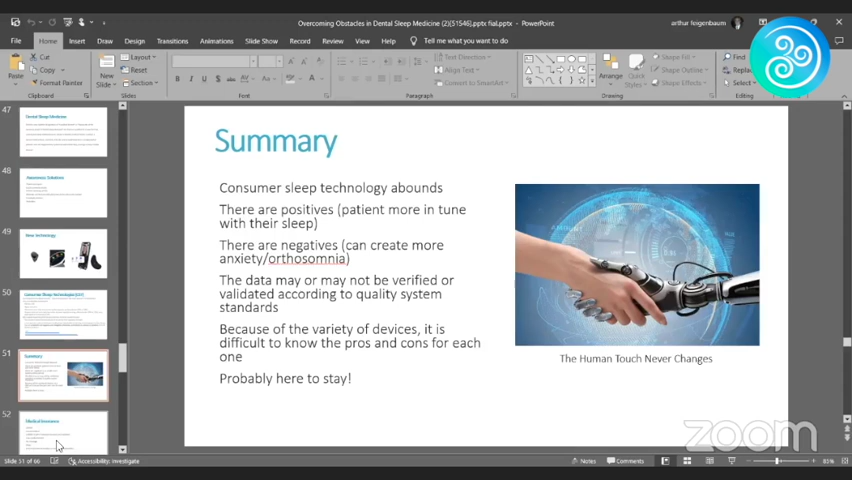 Overcoming Obstacles in Dental Sleep Medicine (2)[51546].pptx fial.pptx - PowerPoint
arthur feigenbaum
File Home Insert Draw Design Transitions Animations Slide Show Record Review View Help Tell me what you want to do
Cut
Copy
Format Painter
Paste
Clipboard
New
Slide
Layout
Reset
Section
Slides
Font
Text Direction
Align Text
Convert to SmartArt
Paragraph
Arrange
Quick
Styles
Shape Fill
Shape Outline
Shape Effects
Drawing
Find
Replace
Select
Editing
47
Dental Sleep Medicine
48
Awareness Solutions
49
New Technology
50
51
Summary
52
Medical Insurance
Summary
Consumer sleep technology abounds
There are positives (patient more in tune
with their sleep)
There are negatives (can create more
anxiety/orthosomnia)
The data may or may not be verified or
validated according to quality system
standards
Because of the variety of devices, it is
difficult to know the pros and cons for each
one
Probably here to stay!
The Human Touch Never Changes
zoom
Slide 51 of 66
Accessibility: Investigate
Notes
Comments
85%